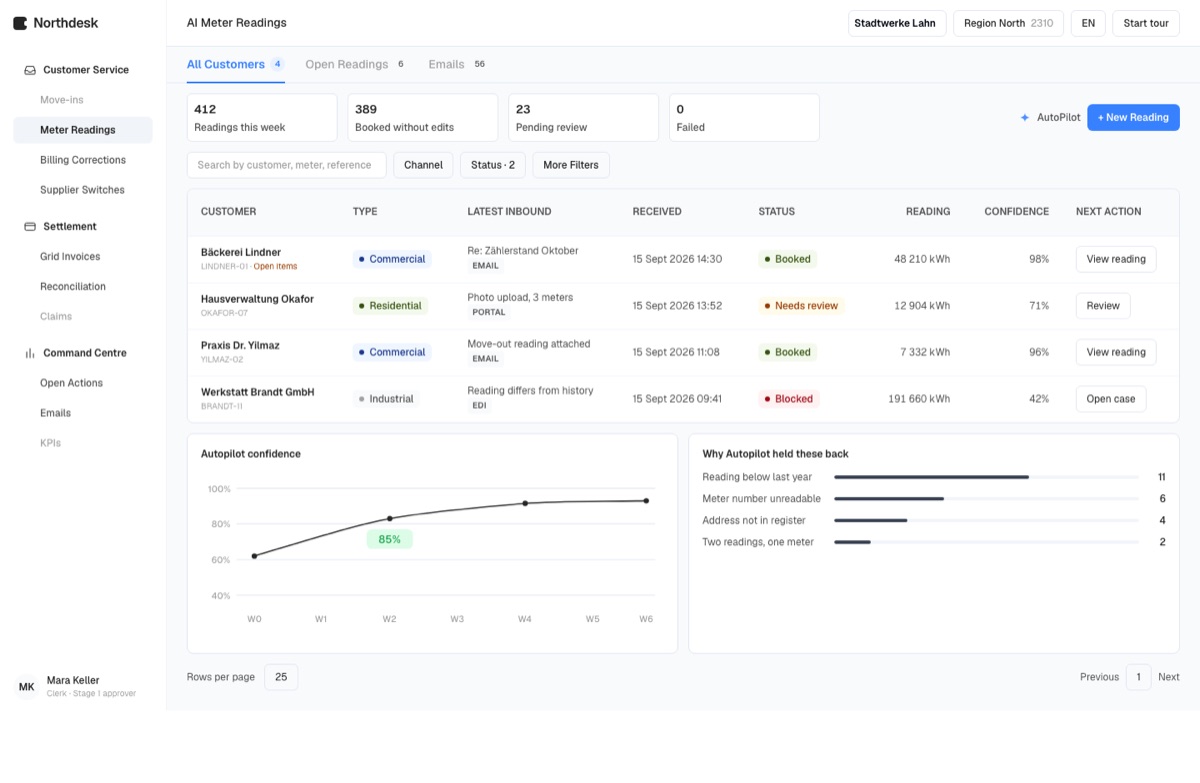 Northdesk
AI Meter Readings
Stadtwerke Lahn
Region North 2310
EN
Start tour
Customer Service
Move-ins
Meter Readings
Billing Corrections
Supplier Switches
Settlement
Grid Invoices
Reconciliation
Claims
Command Centre
Open Actions
Emails
KPIs
MK
Mara Keller
Clerk · Stage 1 approver
All Customers 4
Open Readings 6
Emails 56
412
Readings this week
389
Booked without edits
23
Pending review
0
Failed
AutoPilot
+ New Reading
Search by customer, meter, reference
Channel
Status · 2
More Filters
CUSTOMER TYPE LATEST INBOUND RECEIVED STATUS READING CONFIDENCE NEXT ACTION
Bäckerei Lindner
LINDNER-01 · Open items
Commercial
Re: Zählerstand Oktober
EMAIL
15 Sept 2026 14:30
Booked
48 210 kWh
98%
View reading
Hausverwaltung Okafor
OKAFOR-07
Residential
Photo upload, 3 meters
PORTAL
15 Sept 2026 13:52
Needs review
12 904 kWh
71%
Review
Praxis Dr. Yilmaz
YILMAZ-02
Commercial
Move-out reading attached
EMAIL
15 Sept 2026 11:08
Booked
7 332 kWh
96%
View reading
Werkstatt Brandt GmbH
BRANDT-11
Industrial
Reading differs from history
EDI
15 Sept 2026 09:41
Blocked
191 660 kWh
42%
Open case
Autopilot confidence
100%
80%
60%
40%
85%
W0 W1 W2 W3 W4 W5 W6
Why Autopilot held these back
Reading below last year 11
Meter number unreadable 6
Address not in register 4
Two readings, one meter 2
Rows per page 25
Previous 1 Next